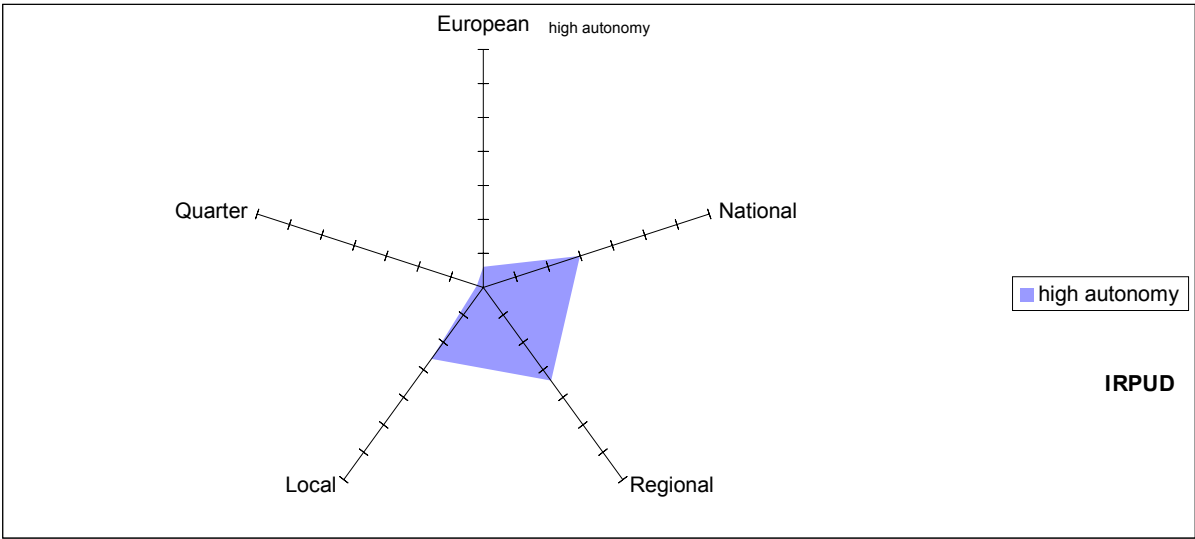 European
high autonomy
Quarter
National
high autonomy
IRPUD
Local
Regional